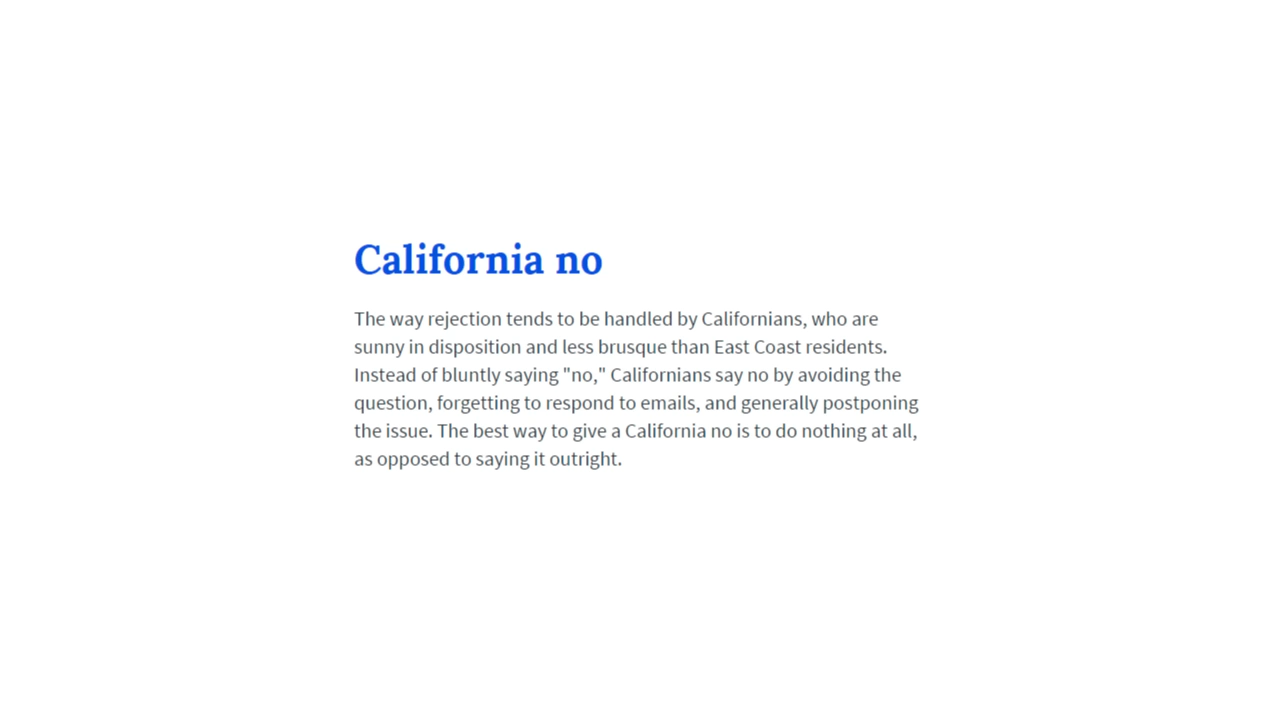 California no
The way rejection tends to be handled by Californians, who are
sunny in disposition and less brusque than East Coast residents.
Instead of bluntly saying "no," Californians say no by avoiding the
question, forgetting to respond to emails, and generally postponing
the issue. The best way to give a California no is to do nothing at all,
as opposed to saying it outright.